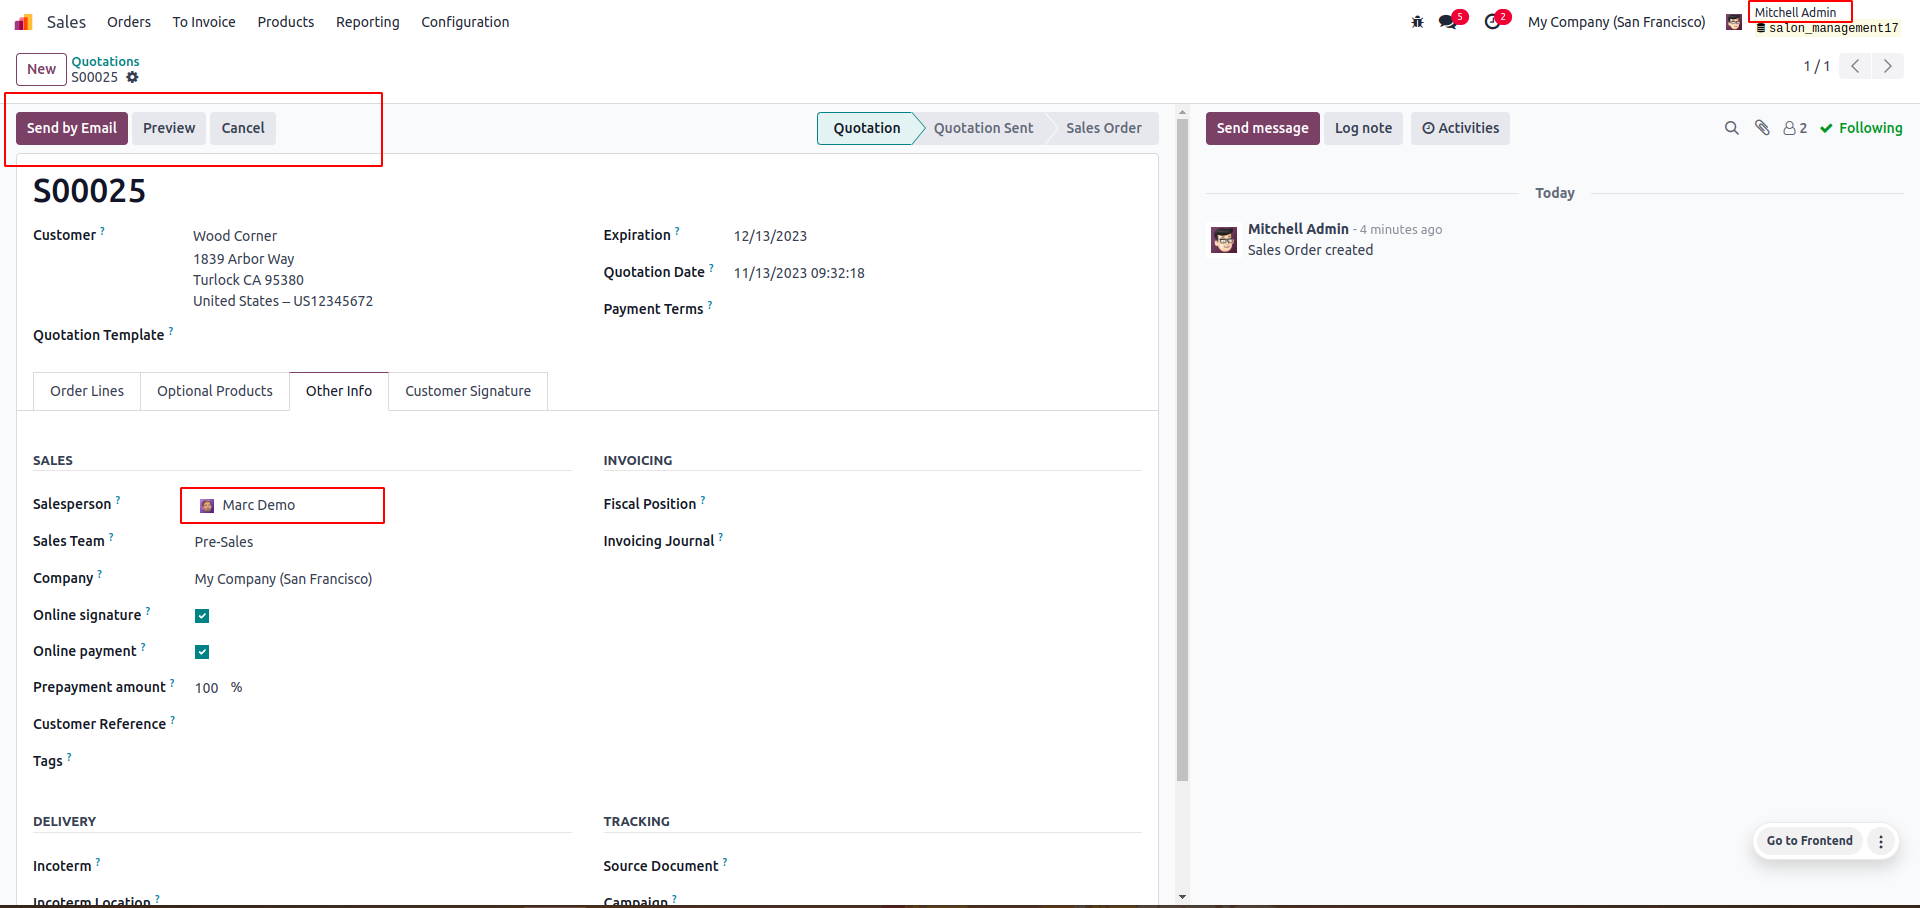 Sales Orders To Invoice Products Reporting Configuration 5 2 My Company (San Francisco) Mitchell Admin
salon_management17
New Quotations
S00025
1 / 1
Send by Email Preview Cancel Quotation Quotation Sent Sales Order Send message Log note Activities 2 Following
S00025
Today
Customer ? Wood Corner
1839 Arbor Way
Turlock CA 95380
United States – US12345672
Quotation Template ?
Expiration ? 12/13/2023
Quotation Date ? 11/13/2023 09:32:18
Payment Terms ?
Mitchell Admin - 4 minutes ago
Sales Order created
Order Lines Optional Products Other Info Customer Signature
SALES
Salesperson ? Marc Demo
Sales Team ? Pre-Sales
Company ? My Company (San Francisco)
Online signature ?
Online payment ?
Prepayment amount ? 100 %
Customer Reference ?
Tags ?
INVOICING
Fiscal Position ?
Invoicing Journal ?
DELIVERY
Incoterm ?
Incoterm Location ?
TRACKING
Source Document ?
Campaign ?
Go to Frontend